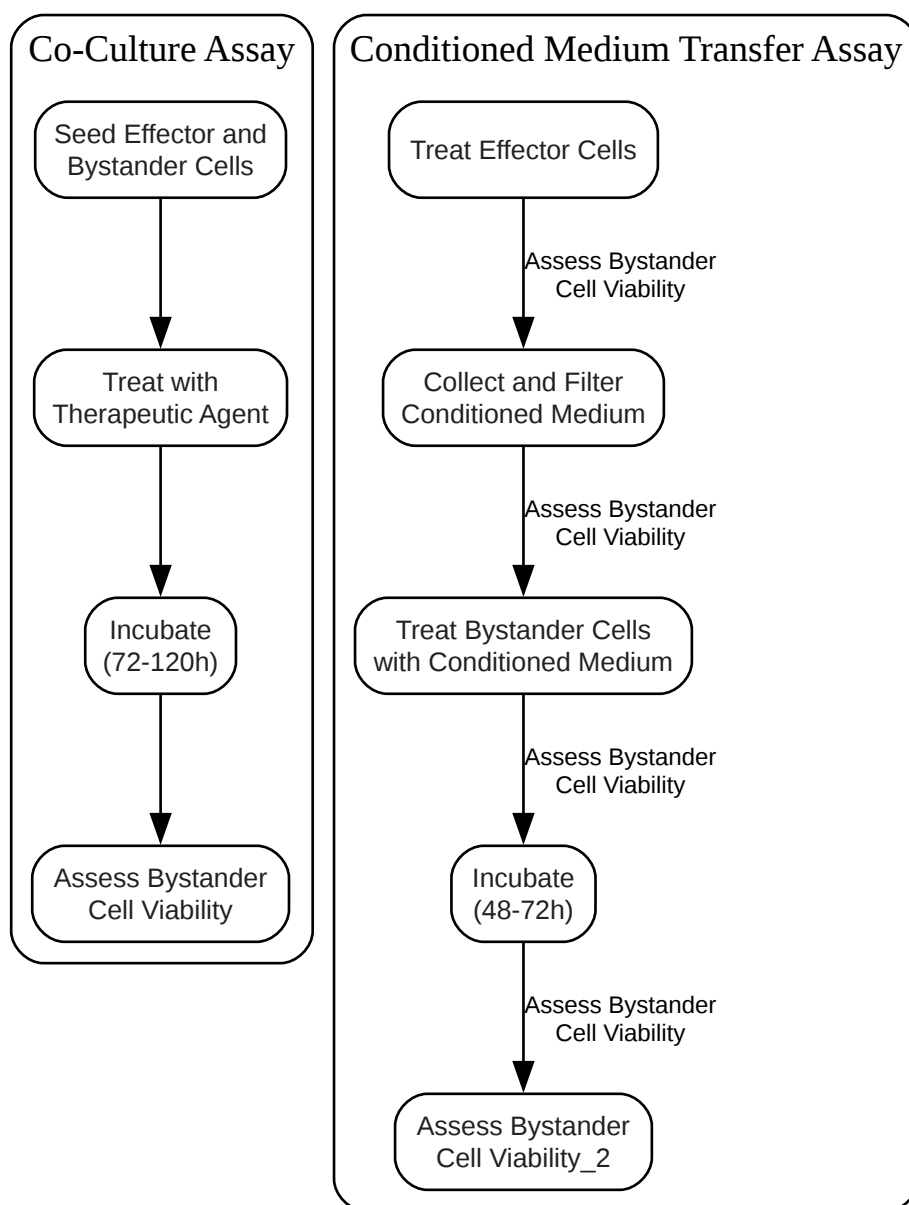 Co-Culture Assay
Seed Effector and
Bystander Cells
Treat with
Therapeutic Agent
Incubate
(72-120h)
Assess Bystander
Cell Viability
Conditioned Medium Transfer Assay
Treat Effector Cells
Assess Bystander
Cell Viability
Collect and Filter
Conditioned Medium
Assess Bystander
Cell Viability
Treat Bystander Cells
with Conditioned Medium
Assess Bystander
Cell Viability
Incubate
(48-72h)
Assess Bystander
Cell Viability
Assess Bystander
Cell Viability_2